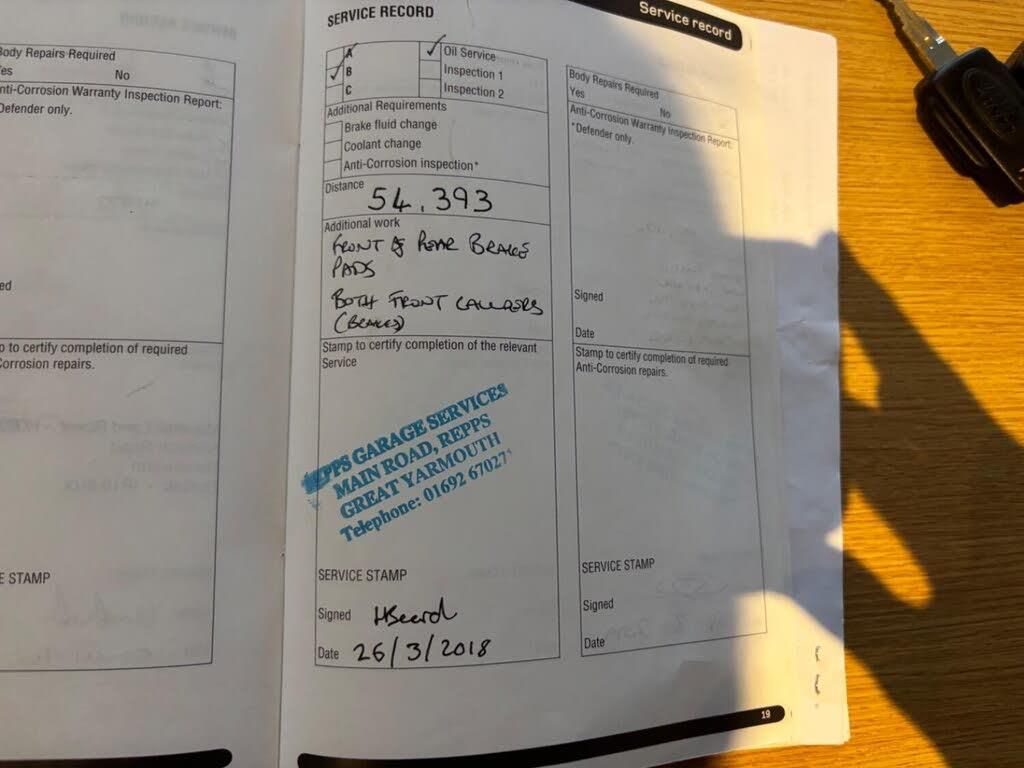 Service record
Body Repairs Required
Yes No
Anti-Corrosion Warranty Inspection Report:
Defender only.
to certify completion of required
Corrosion repairs.
STAMP
SERVICE RECORD
A
B
C
Oil Service
Inspection 1
Inspection 2
Additional Requirements
Brake fluid change
Coolant change
Anti-Corrosion inspection*
Distance 54,393
Additional work
FRONT & REAR BRAKE
PADS
BOTH FRONT CALLIPERS
(BRAKES)
Stamp to certify completion of the relevant
Service
REPPS GARAGE SERVICES
MAIN ROAD, REPPS
GREAT YARMOUTH
Telephone: 01692 67027
SERVICE STAMP
Signed
Date 26/3/2018
Body Repairs Required
Yes No
Anti-Corrosion Warranty Inspection Report:
*Defender only.
Signed
Date
Stamp to certify completion of required
Anti-Corrosion repairs.
SERVICE STAMP
Signed
Date
19